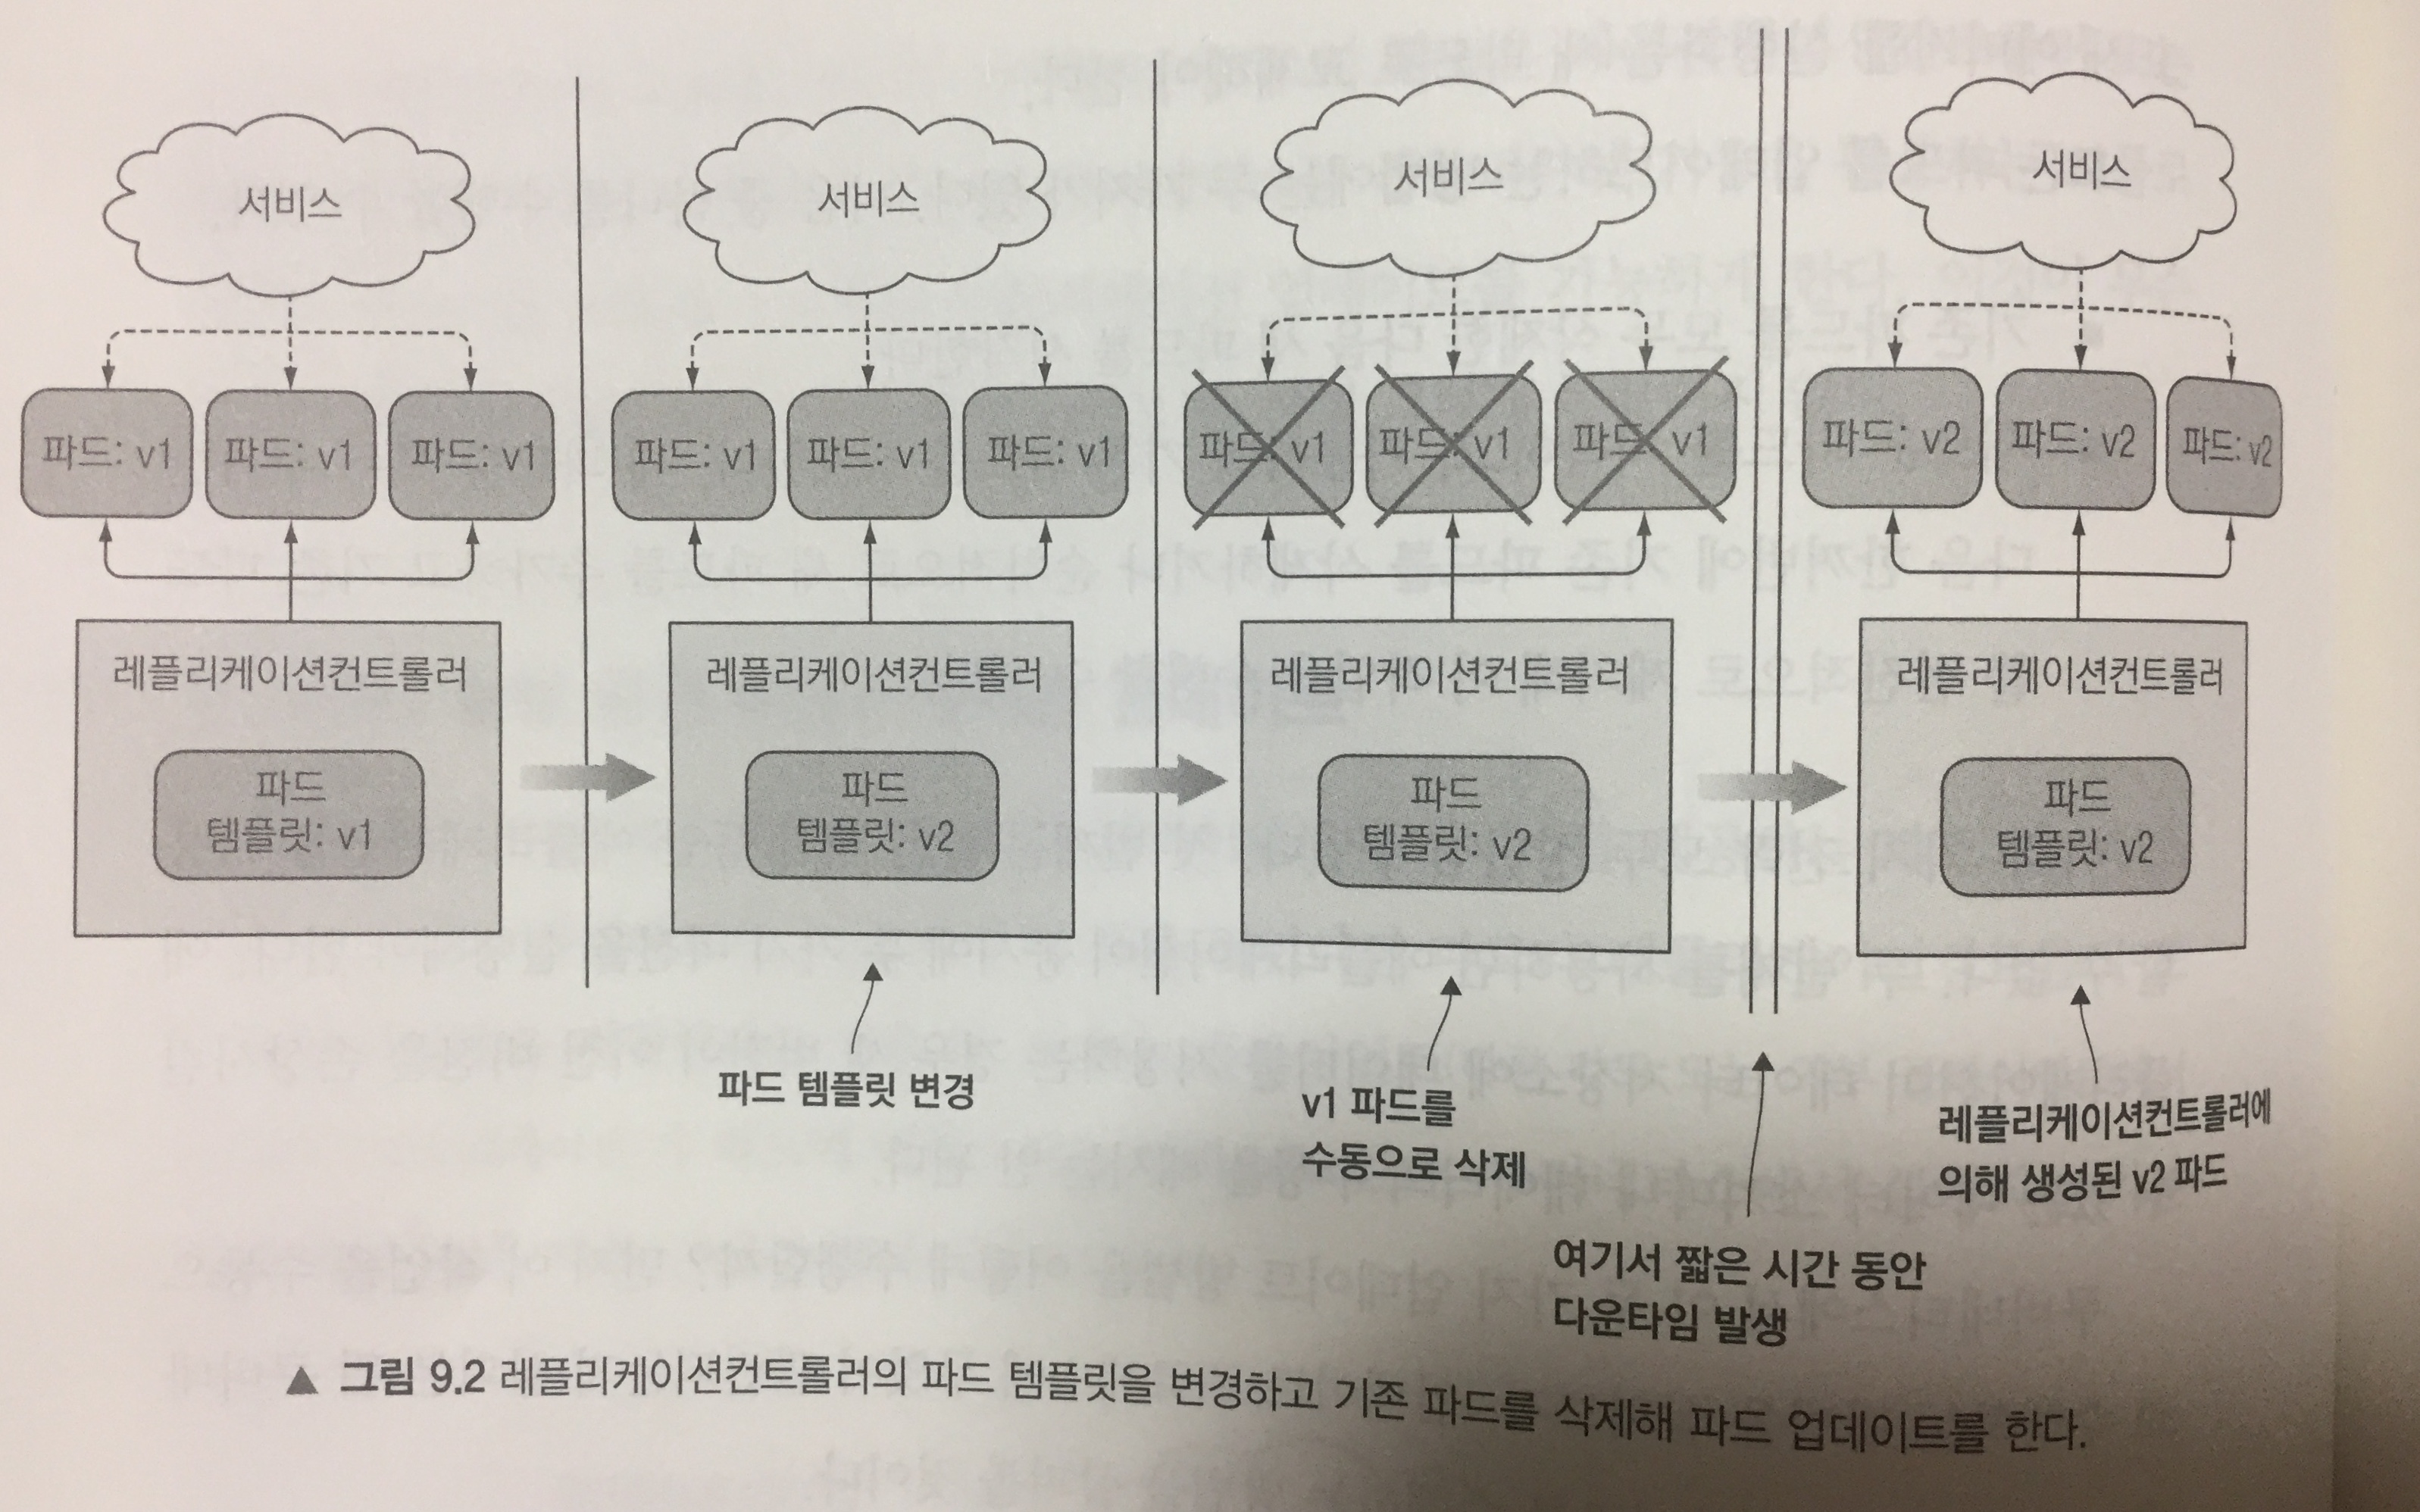 서비스
파드: v1
파드: v1
파드: v1
레플리케이션컨트롤러
파드
템플릿: v1
서비스
파드: v1
파드: v1
파드: v1
레플리케이션컨트롤러
파드
템플릿: v2
파드 템플릿 변경
서비스
파드: v1
파드: v1
파드: v1
레플리케이션컨트롤러
파드
템플릿: v2
v1 파드를
수동으로 삭제
여기서 짧은 시간 동안
다운타임 발생
서비스
파드: v2
파드: v2
파드: v2
레플리케이션컨트롤러
파드
템플릿: v2
레플리케이션컨트롤러에
의해 생성된 v2 파드
▲ 그림 9.2 레플리케이션컨트롤러의 파드 템플릿을 변경하고 기존 파드를 삭제해 파드 업데이트를 한다.